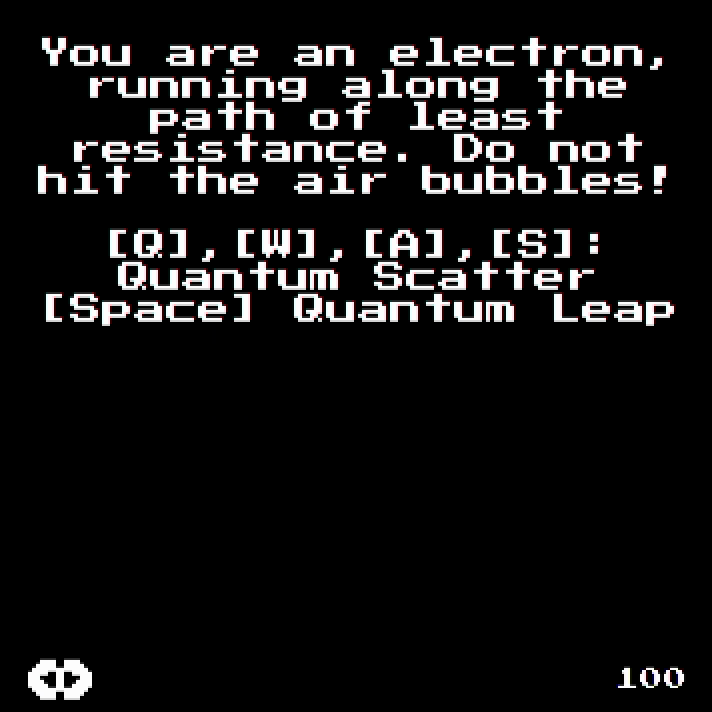 You are an electron,
running along the
path of least
resistance. Do not
hit the air bubbles!
[Q],[W],[A],[S]:
Quantum Scatter
[Space] Quantum Leap
100